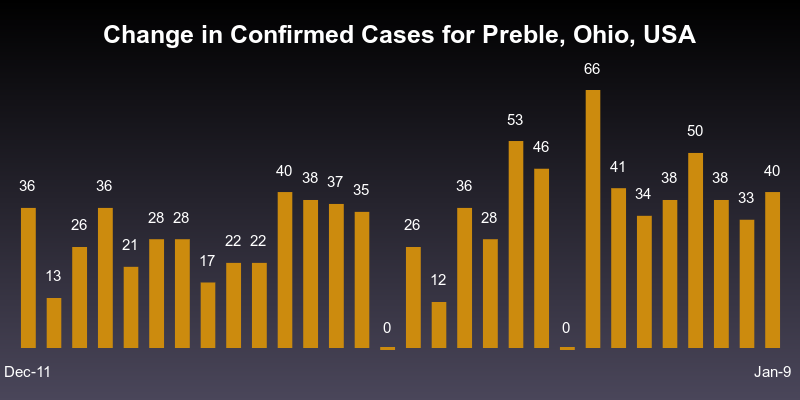 Change in Confirmed Cases for Preble, Ohio, USA
36 13 26 36 21 28 28 17 22 22 40 38 37 35 0 26 12 36 28 53 46 0 66 41 34 38 50 38 33 40
Dec-11 Jan-9